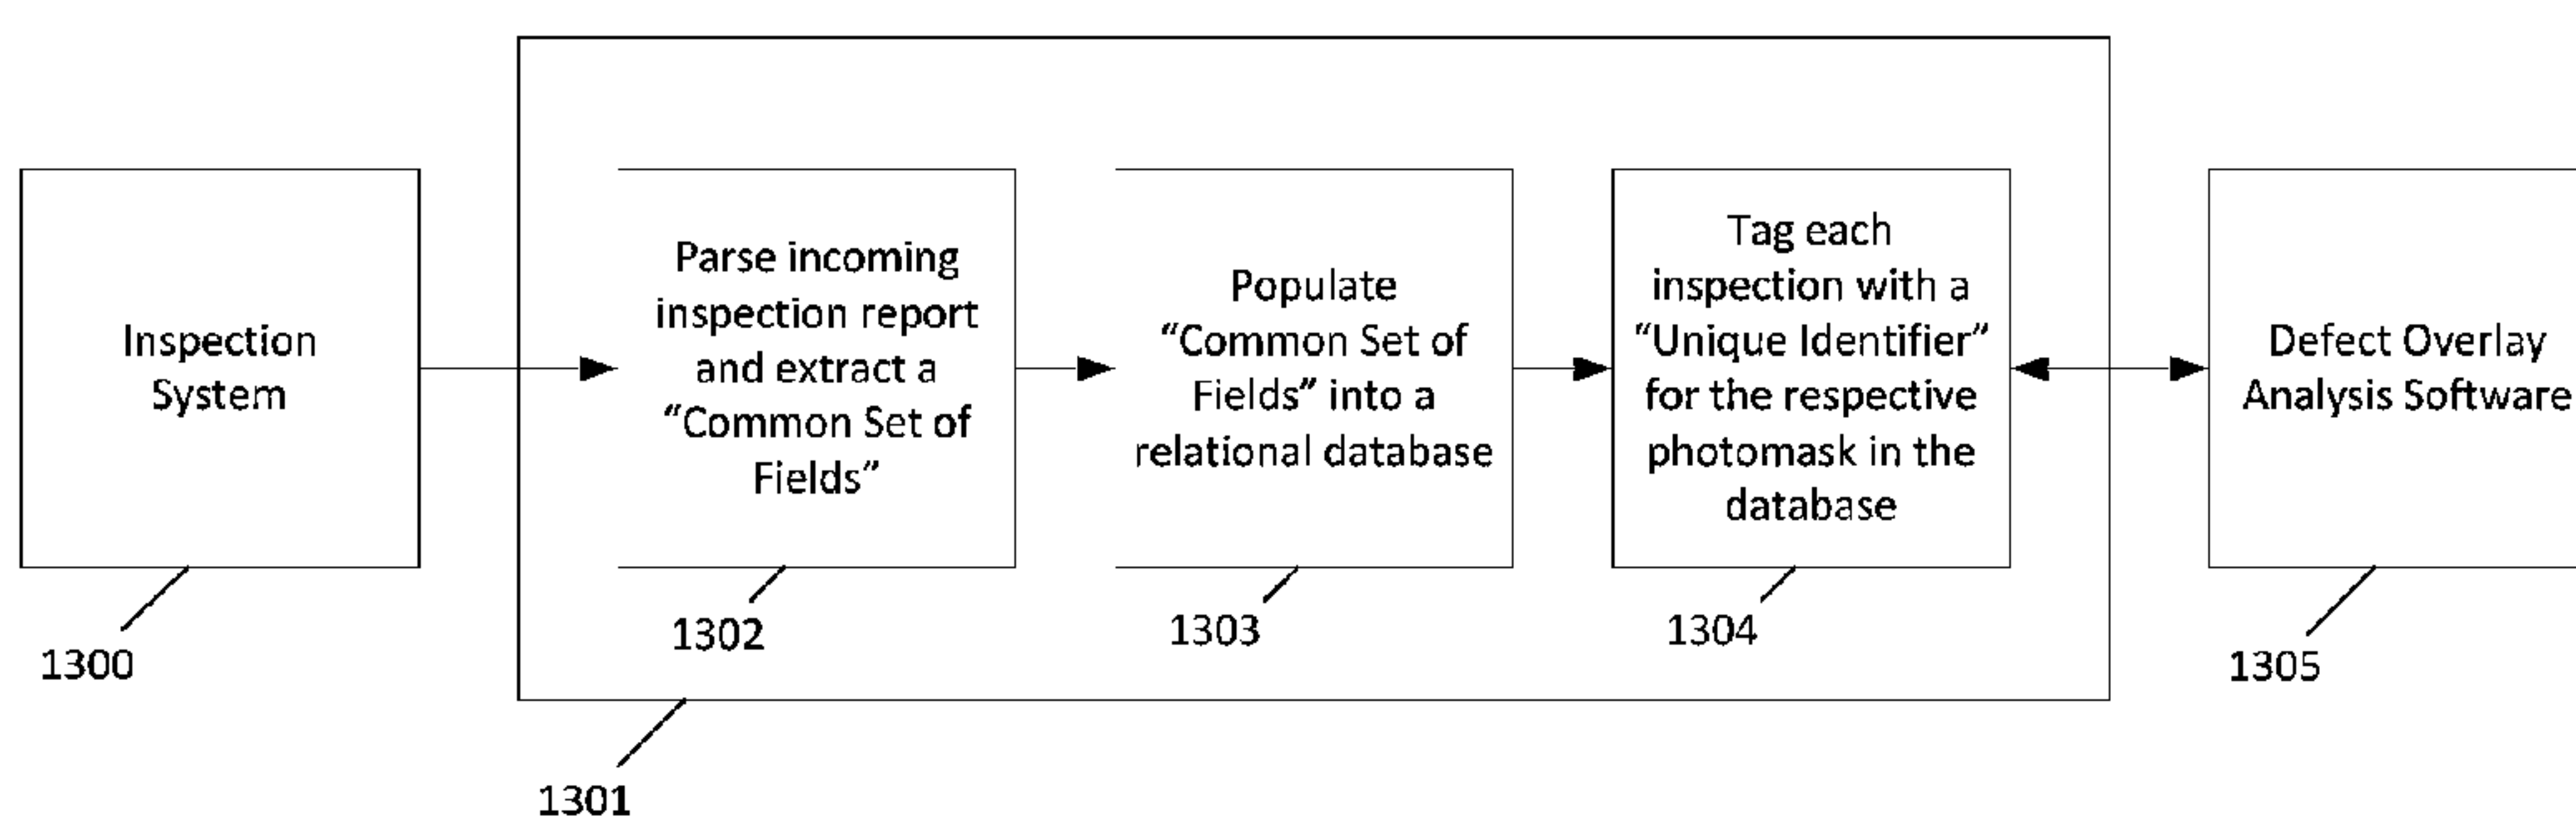 Inspection
System
1300
Parse incoming
inspection report
and extract a
“Common Set of
Fields”
1302
Populate
“Common Set of
Fields” into a
relational database
1303
Tag each
inspection with a
“Unique Identifier”
for the respective
photomask in the
database
1304
1301
Defect Overlay
Analysis Software
1305